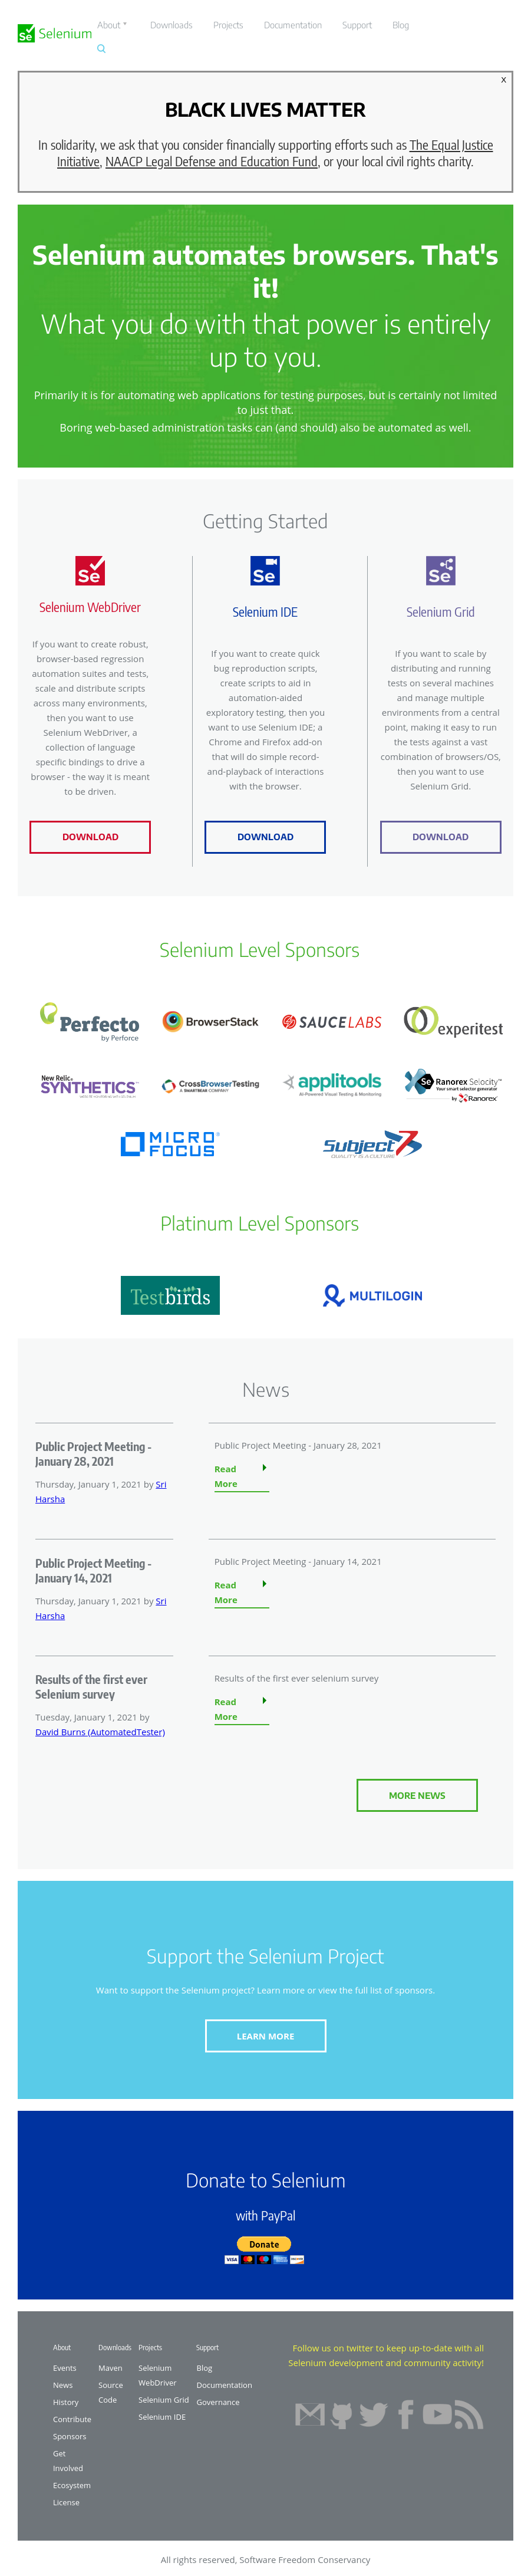 Se Selenium
About * Downloads Projects Documentation Support Blog
X
BLACK LIVES MATTER
In solidarity, we ask that you consider financially supporting efforts such as The Equal Justice
Initiative, NAACP Legal Defense and Education Fund, or your local civil rights charity.
Selenium automates browsers. That's
it!
What you do with that power is entirely
up to you.
Primarily it is for automating web applications for testing purposes, but is certainly not limited
to just that.
Boring web-based administration tasks can (and should) also be automated as well.
Getting Started
Se
Selenium WebDriver
If you want to create robust,
browser-based regression
automation suites and tests,
scale and distribute scripts
across many environments,
then you want to use
Selenium WebDriver, a
collection of language
specific bindings to drive a
browser - the way it is meant
to be driven.
DOWNLOAD
Se
Selenium IDE
If you want to create quick
bug reproduction scripts,
create scripts to aid in
automation-aided
exploratory testing, then you
want to use Selenium IDE; a
Chrome and Firefox add-on
that will do simple record-
and-playback of interactions
with the browser.
DOWNLOAD
Se
Selenium Grid
If you want to scale by
distributing and running
tests on several machines
and manage multiple
environments from a central
point, making it easy to run
the tests against a vast
combination of browsers/OS,
then you want to use
Selenium Grid.
DOWNLOAD
Selenium Level Sponsors
Perfecto
by Perforce
BrowserStack
SAUCELABS
experitest
New Relic.
SYNTHETICS
CrossBrowserTesting
A SMARTBEAR COMPANY
applitools
AI-Powered Visual Testing & Monitoring
Se Ranorex Selocity
Your smart selector generator
by Ranorex
MICRO
FOCUS
Subject7
QUALITY IS A CULTURE
Platinum Level Sponsors
Testbirds
MULTILOGIN
News
Public Project Meeting -
January 28, 2021
Thursday, January 1, 2021 by Sri
Harsha
Public Project Meeting - January 28, 2021
Read
More
Public Project Meeting -
January 14, 2021
Thursday, January 1, 2021 by Sri
Harsha
Public Project Meeting - January 14, 2021
Read
More
Results of the first ever
Selenium survey
Tuesday, January 1, 2021 by
David Burns (AutomatedTester)
Results of the first ever selenium survey
Read
More
MORE NEWS
Support the Selenium Project
Want to support the Selenium project? Learn more or view the full list of sponsors.
LEARN MORE
Donate to Selenium
with PayPal
Donate
VISA
About
Events
News
History
Contribute
Sponsors
Get
Involved
Ecosystem
License
Downloads
Maven
Source
Code
Projects
Selenium
WebDriver
Selenium Grid
Selenium IDE
Support
Blog
Documentation
Governance
Follow us on twitter to keep up-to-date with all
Selenium development and community activity!
All rights reserved, Software Freedom Conservancy